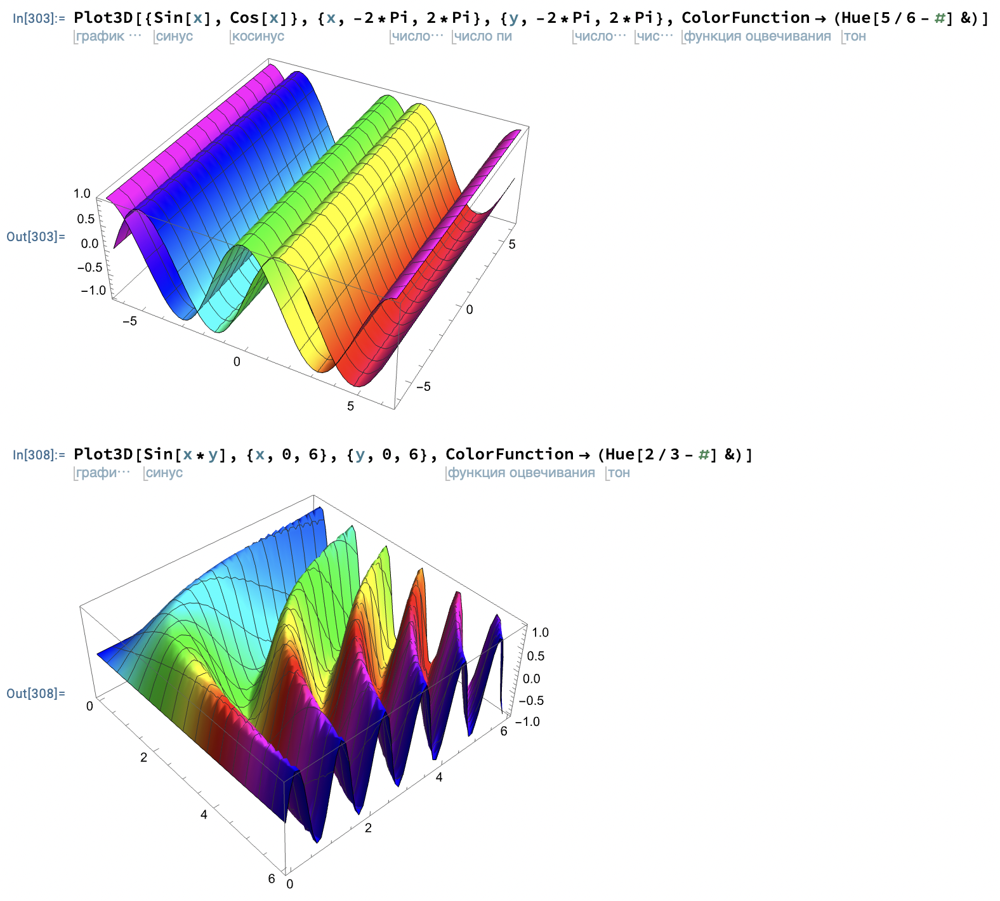 In[303]:= Plot3D[{Sin[x], Cos[x]}, {x, -2*Pi, 2*Pi}, {y, -2*Pi, 2*Pi}, ColorFunction → (Hue[5/6 - #] &)]
график ⋯ синус косинус число⋯ число пи число⋯ чис⋯ функция оцвечивания тон
1.0
0.5
Out[303]= 0.0 5
−0.5
−1.0
−5 0
0 −5
5
In[308]:= Plot3D[Sin[x*y], {x, 0, 6}, {y, 0, 6}, ColorFunction → (Hue[2/3 - #] &)]
графи⋯ синус функция оцвечивания тон
1.0
0.5
0.0
Out[308]= −0.5
0 −1.0
6
2
4
4
2
6 0